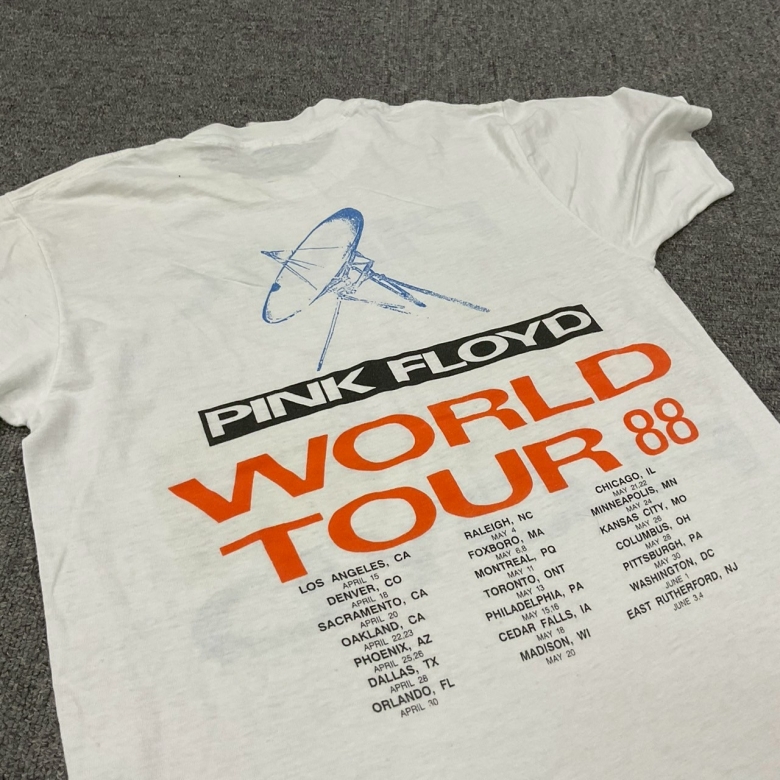 PINK FLOYD
WORLD
TOUR 88
LOS ANGELES, CA
APRIL 15
DENVER, CO
APRIL 18
SACRAMENTO, CA
APRIL 20
OAKLAND, CA
APRIL 22,23
PHOENIX, AZ
APRIL 25,26
DALLAS, TX
APRIL 28
ORLANDO, FL
APRIL 30
RALEIGH, NC
MAY 4
FOXBORO, MA
MAY 6,8
MONTREAL, PQ
MAY 11
TORONTO, ONT
MAY 13
PHILADELPHIA, PA
MAY 15,16
CEDAR FALLS, IA
MAY 18
MADISON, WI
MAY 20
CHICAGO, IL
MAY 21,22
MINNEAPOLIS, MN
MAY 24
KANSAS CITY, MO
MAY 26
COLUMBUS, OH
MAY 28
PITTSBURGH, PA
MAY 30
WASHINGTON, DC
JUNE
EAST RUTHERFORD, NJ
JUNE 3,4